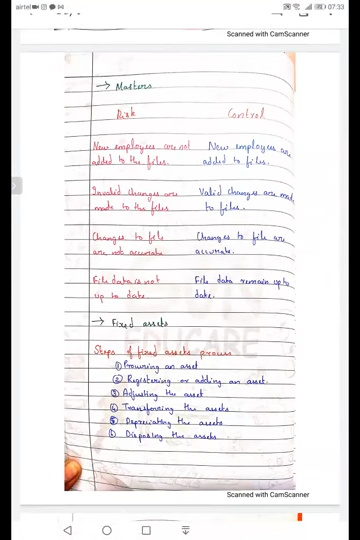 airtel
07:33
Scanned with CamScanner
→ Masters
Risk Control
New employees are not New employees are
added to the files. added to files.
Invalid changes are Valid changes are made
made to the files to files.
Changes to file Changes to file are
are not accurate accurate.
File data is not File data remain up to
up to date date.
→ Fixed assets
EDUCARE
Steps of fixed assets process
① an asset
② Registering or adding an asset.
③ Adjusting the asset
④ Transferring the assets
⑤ Depreciating the assets
⑥ Disposing the assets
Scanned with CamScanner